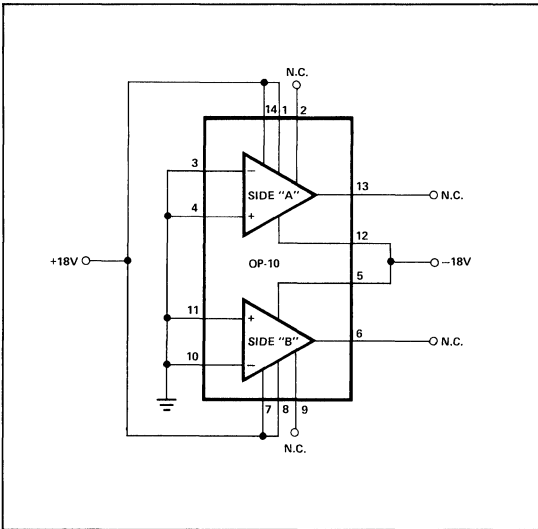 N.C.
14 1 2
3
SIDE "A"
13
N.C.
4
12
+18V
OP-10
−18V
5
11
SIDE "B"
6
N.C.
10
7 8 9
N.C.